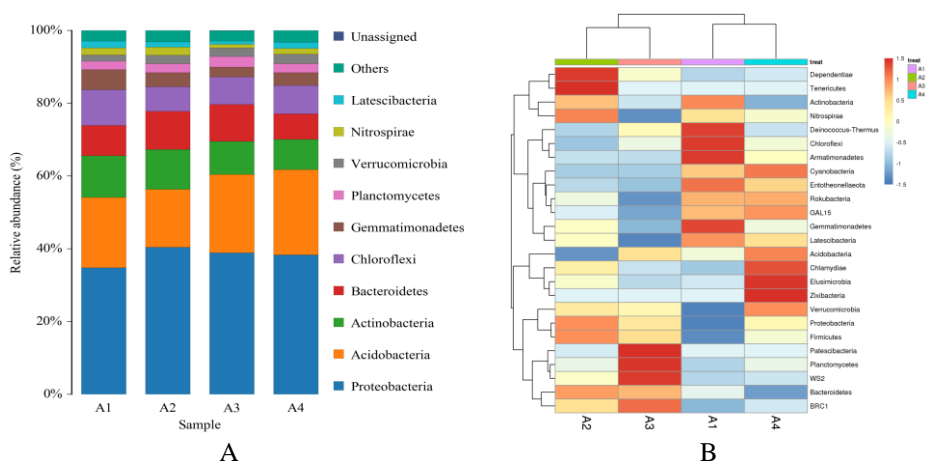 100%
80%
60%
40%
20%
0%
Relative abundance (%)
A1
A2
A3
A4
Sample
Unassigned
Others
Latescibacteria
Nitrospirae
Verrucomicrobia
Planctomycetes
Gemmatimonadetes
Chloroflexi
Bacteroidetes
Actinobacteria
Acidobacteria
Proteobacteria
A
treat
Dependentiae
Tenericutes
Actinobacteria
Nitrospirae
Deinococcus-Thermus
Chloroflexi
Armatimonadetes
Cyanobacteria
Entotheonellaeota
Rokubacteria
GAL15
Gemmatimonadetes
Latescibacteria
Acidobacteria
Chlamydiae
Elusimicrobia
Zixibacteria
Verrucomicrobia
Proteobacteria
Firmicutes
Patescibacteria
Planctomycetes
WS2
Bacteroidetes
BRC1
A2
A3
A1
A4
1.5
1
0.5
0
-0.5
-1
-1.5
treat
A1
A2
A3
A4
B